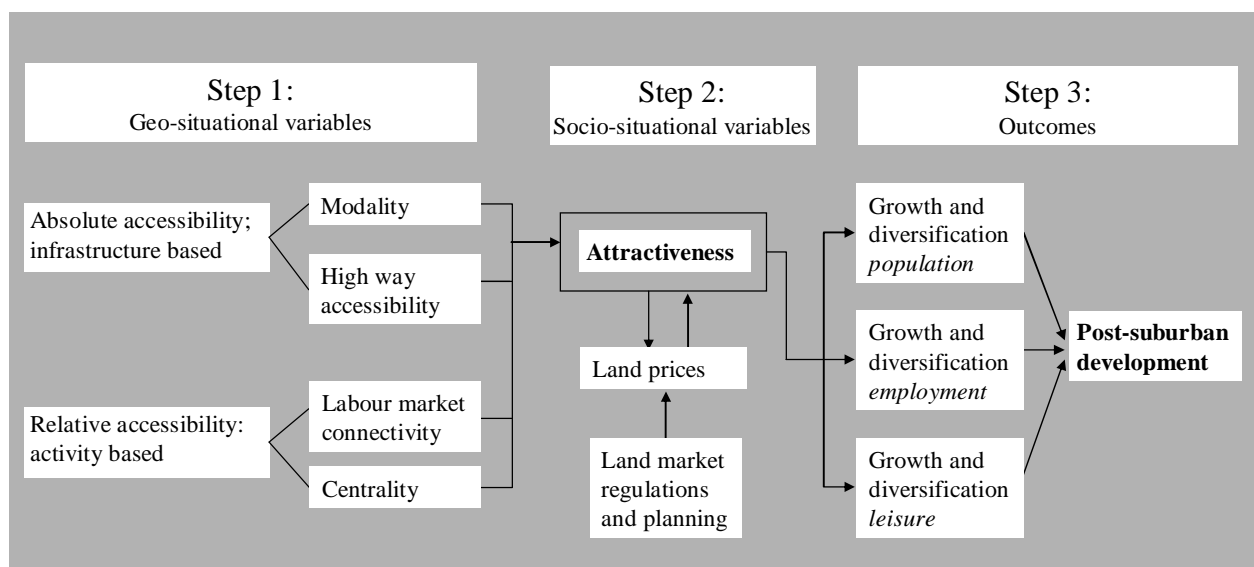 Step 1:
Geo-situational variables
Step 2:
Socio-situational variables
Step 3:
Outcomes
Absolute accessibility;
infrastructure based
Modality
High way
accessibility
Relative accessibility:
activity based
Labour market
connectivity
Centrality
Attractiveness
Land prices
Land market
regulations
and planning
Growth and
diversification
population
Growth and
diversification
employment
Growth and
diversification
leisure
Post-suburban
development